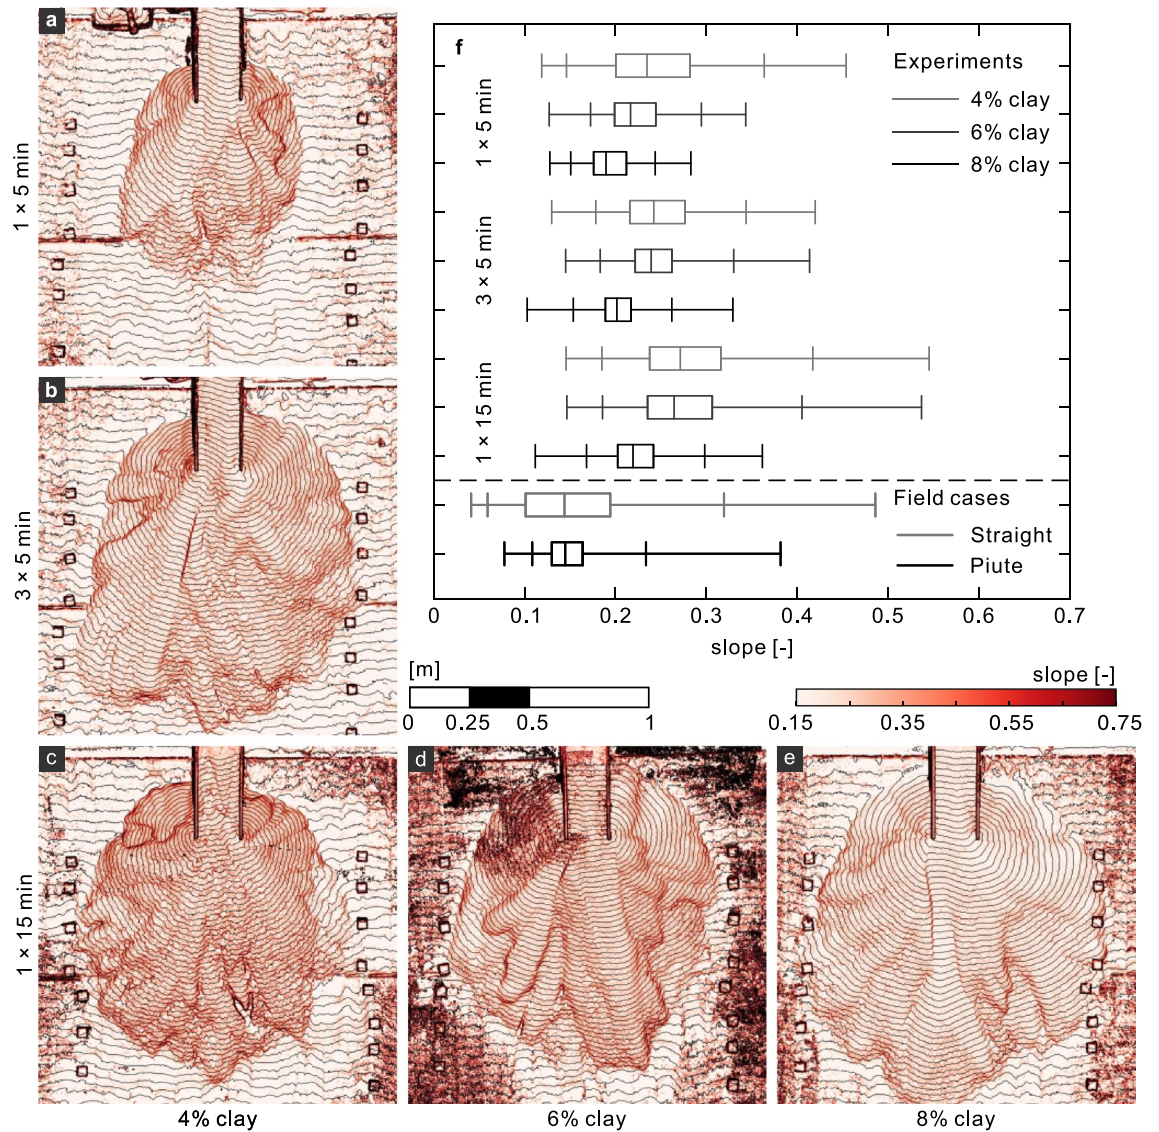 a
1 × 5 min
b
3 × 5 min
c
1 × 15 min
4% clay
d
6% clay
e
8% clay
f
1 × 5 min
3 × 5 min
1 × 15 min
Experiments
4% clay
6% clay
8% clay
Field cases
Straight
Piute
0 0.1 0.2 0.3 0.4 0.5 0.6 0.7
slope [-]
[m]
0 0.25 0.5 1
slope [-]
0.15 0.35 0.55 0.75